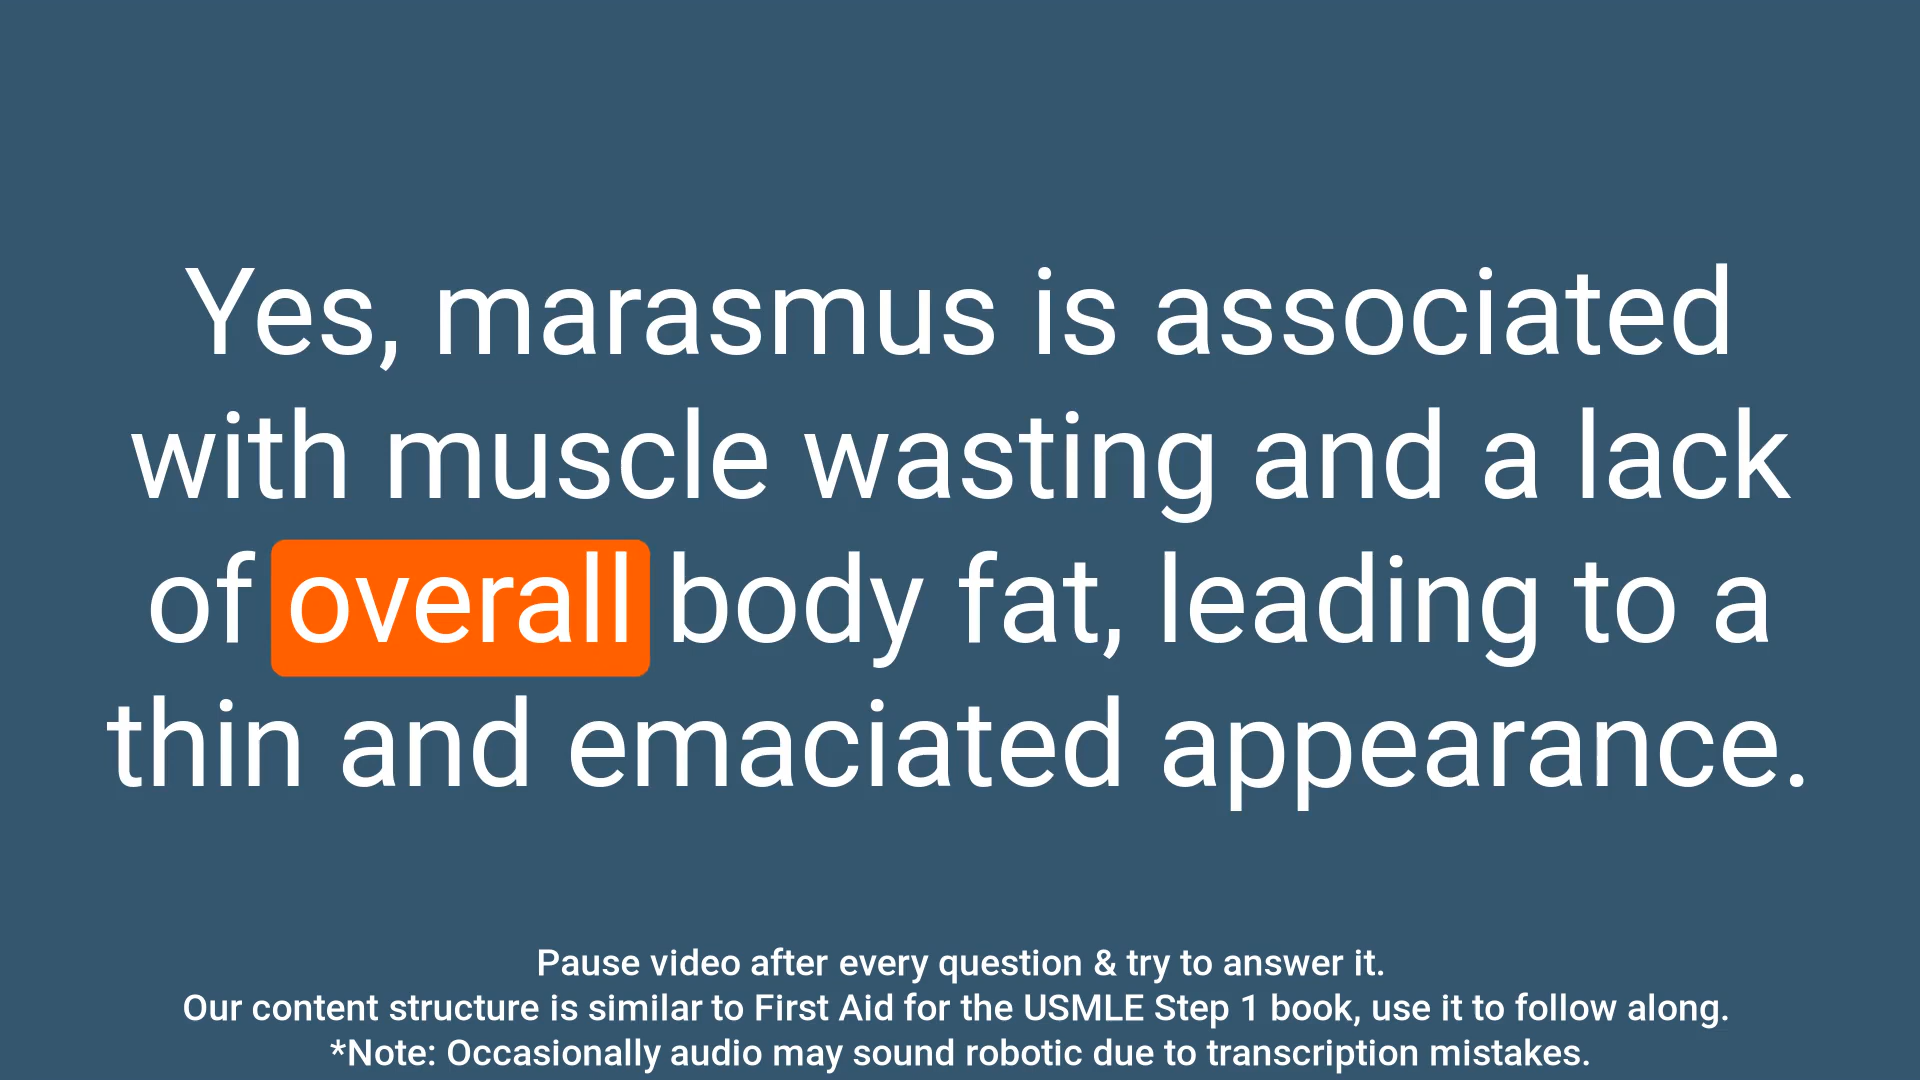 Yes, marasmus is associated
with muscle wasting and a lack
of overall body fat, leading to a
thin and emaciated appearance.
Pause video after every question & try to answer it.
Our content structure is similar to First Aid for the USMLE Step 1 book, use it to follow along.
*Note: Occasionally audio may sound robotic due to transcription mistakes.